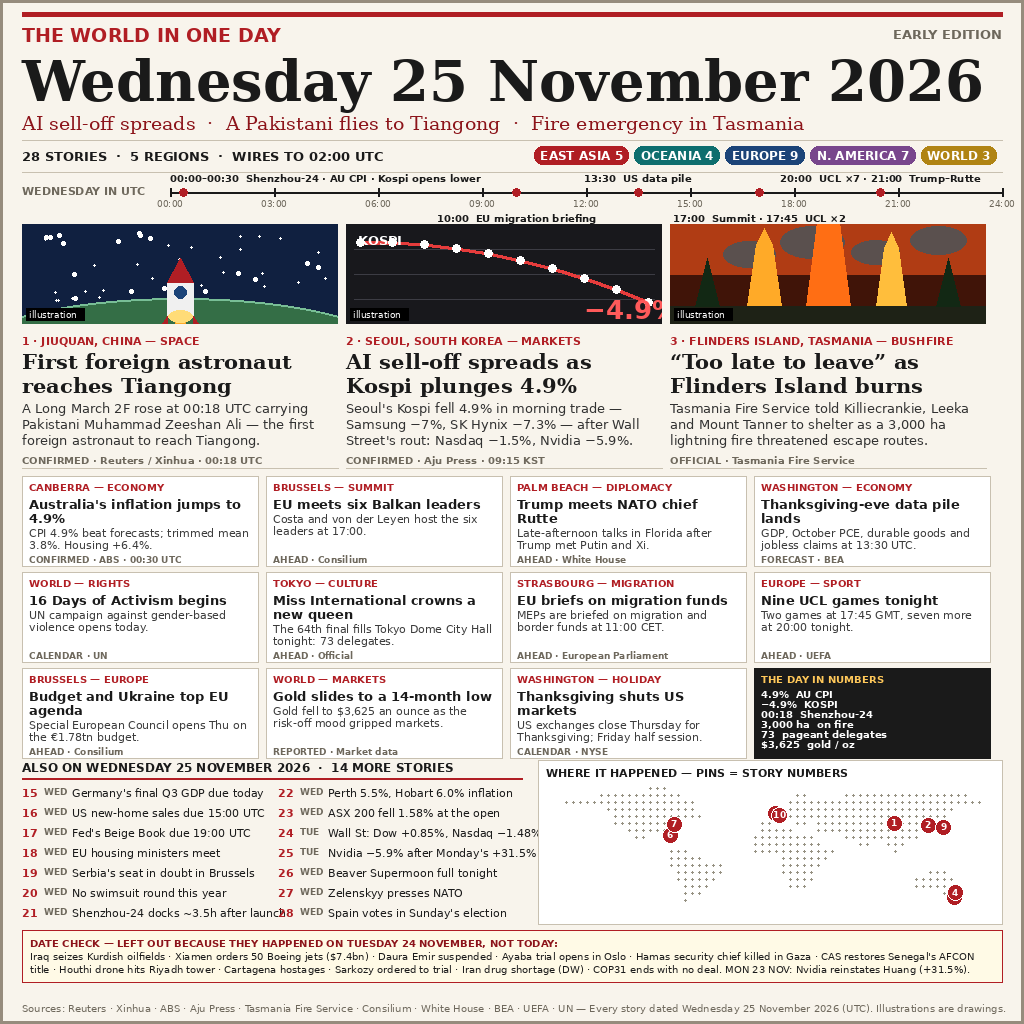 THE WORLD IN ONE DAY
EARLY EDITION
Wednesday 25 November 2026
AI sell-off spreads · A Pakistani flies to Tiangong · Fire emergency in Tasmania
28 STORIES · 5 REGIONS · WIRES TO 02:00 UTC
EAST ASIA 5
OCEANIA 4
EUROPE 9
N. AMERICA 7
WORLD 3
WEDNESDAY IN UTC
00:00–00:30 Shenzhou-24 · AU CPI · Kospi opens lower
13:30 US data pile
20:00 UCL ×7 · 21:00 Trump–Rutte
00:00
03:00
06:00
09:00
12:00
15:00
18:00
21:00
24:00
10:00 EU migration briefing
17:00 Summit · 17:45 UCL ×2
illustration
KOSPI
−4.9%
illustration
illustration
1 · JIUQUAN, CHINA — SPACE
First foreign astronaut
reaches Tiangong
A Long March 2F rose at 00:18 UTC carrying
Pakistani Muhammad Zeeshan Ali — the first
foreign astronaut to reach Tiangong.
CONFIRMED · Reuters / Xinhua · 00:18 UTC
2 · SEOUL, SOUTH KOREA — MARKETS
AI sell-off spreads as
Kospi plunges 4.9%
Seoul's Kospi fell 4.9% in morning trade —
Samsung −7%, SK Hynix −7.3% — after Wall
Street's rout: Nasdaq −1.5%, Nvidia −5.9%.
CONFIRMED · Aju Press · 09:15 KST
3 · FLINDERS ISLAND, TASMANIA — BUSHFIRE
“Too late to leave” as
Flinders Island burns
Tasmania Fire Service told Killiecrankie, Leeka
and Mount Tanner to shelter as a 3,000 ha
lightning fire threatened escape routes.
OFFICIAL · Tasmania Fire Service
CANBERRA — ECONOMY
Australia's inflation jumps to
4.9%
CPI 4.9% beat forecasts; trimmed mean
3.8%. Housing +6.4%.
CONFIRMED · ABS · 00:30 UTC
BRUSSELS — SUMMIT
EU meets six Balkan leaders
Costa and von der Leyen host the six
leaders at 17:00.
AHEAD · Consilium
PALM BEACH — DIPLOMACY
Trump meets NATO chief
Rutte
Late-afternoon talks in Florida after
Trump met Putin and Xi.
AHEAD · White House
WASHINGTON — ECONOMY
Thanksgiving-eve data pile
lands
GDP, October PCE, durable goods and
jobless claims at 13:30 UTC.
FORECAST · BEA
WORLD — RIGHTS
16 Days of Activism begins
UN campaign against gender-based
violence opens today.
CALENDAR · UN
TOKYO — CULTURE
Miss International crowns a
new queen
The 64th final fills Tokyo Dome City Hall
tonight: 73 delegates.
AHEAD · Official
STRASBOURG — MIGRATION
EU briefs on migration funds
MEPs are briefed on migration and
border funds at 11:00 CET.
AHEAD · European Parliament
EUROPE — SPORT
Nine UCL games tonight
Two games at 17:45 GMT, seven more
at 20:00 tonight.
AHEAD · UEFA
BRUSSELS — EUROPE
Budget and Ukraine top EU
agenda
Special European Council opens Thu on
the €1.78tn budget.
AHEAD · Consilium
WORLD — MARKETS
Gold slides to a 14-month low
Gold fell to $3,625 an ounce as the
risk-off mood gripped markets.
REPORTED · Market data
WASHINGTON — HOLIDAY
Thanksgiving shuts US
markets
US exchanges close Thursday for
Thanksgiving; Friday half session.
CALENDAR · NYSE
THE DAY IN NUMBERS
4.9% AU CPI
−4.9% KOSPI
00:18 Shenzhou-24
3,000 ha on fire
73 pageant delegates
$3,625 gold / oz
ALSO ON WEDNESDAY 25 NOVEMBER 2026 · 14 MORE STORIES
15 WED Germany's final Q3 GDP due today
16 WED US new-home sales due 15:00 UTC
17 WED Fed's Beige Book due 19:00 UTC
18 WED EU housing ministers meet
19 WED Serbia's seat in doubt in Brussels
20 WED No swimsuit round this year
21 WED Shenzhou-24 docks ~3.5h after launch
22 WED Perth 5.5%, Hobart 6.0% inflation
23 WED ASX 200 fell 1.58% at the open
24 TUE Wall St: Dow +0.85%, Nasdaq −1.48%
25 TUE Nvidia −5.9% after Monday's +31.5%
26 WED Beaver Supermoon full tonight
27 WED Zelenskyy presses NATO
28 WED Spain votes in Sunday's election
WHERE IT HAPPENED — PINS = STORY NUMBERS
7
6
10
1
2
9
4
DATE CHECK — LEFT OUT BECAUSE THEY HAPPENED ON TUESDAY 24 NOVEMBER, NOT TODAY:
Iraq seizes Kurdish oilfields · Xiamen orders 50 Boeing jets ($7.4bn) · Daura Emir suspended · Ayaba trial opens in Oslo · Hamas security chief killed in Gaza · CAS restores Senegal's AFCON
title · Houthi drone hits Riyadh tower · Cartagena hostages · Sarkozy ordered to trial · Iran drug shortage (DW) · COP31 ends with no deal. MON 23 NOV: Nvidia reinstates Huang (+31.5%).
Sources: Reuters · Xinhua · ABS · Aju Press · Tasmania Fire Service · Consilium · White House · BEA · UEFA · UN — Every story dated Wednesday 25 November 2026 (UTC). Illustrations are drawings.